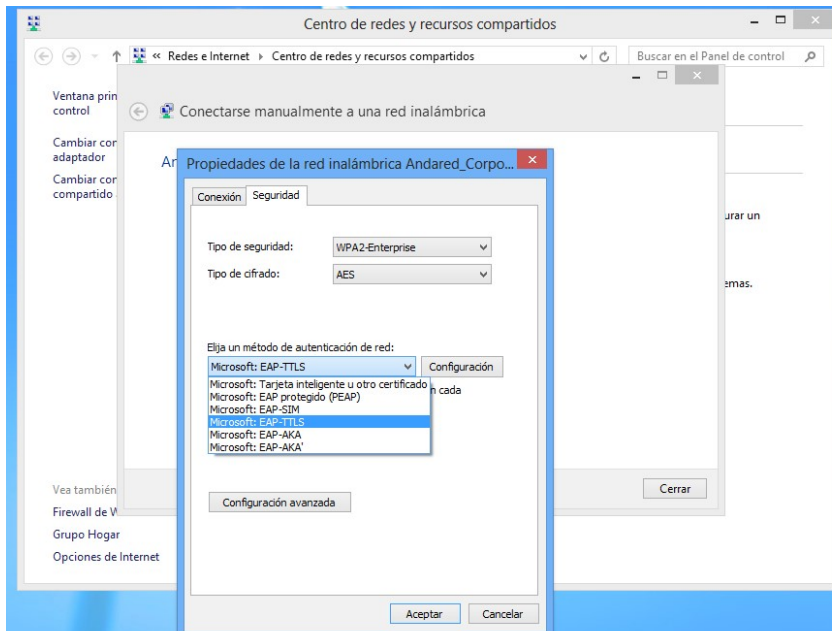 Centro de redes y recursos compartidos
« Redes e Internet Centro de redes y recursos compartidos
Buscar en el Panel de control
Ventana prin
control
Cambiar con
adaptador
Cambiar con
compartido
Conectarse manualmente a una red inalámbrica
An
Propiedades de la red inalámbrica Andared_Corpo...
Conexión Seguridad
Tipo de seguridad: WPA2-Enterprise
Tipo de cifrado: AES
Elija un método de autenticación de red:
Microsoft: EAP-TTLS Configuración
Microsoft: Tarjeta inteligente u otro certificado
Microsoft: EAP protegido (PEAP)
Microsoft: EAP-SIM
Microsoft: EAP-TTLS
Microsoft: EAP-AKA
Microsoft: EAP-AKA'
n cada
Configuración avanzada
Aceptar Cancelar
urar un
emas.
Cerrar
Vea también
Firewall de W
Grupo Hogar
Opciones de Internet